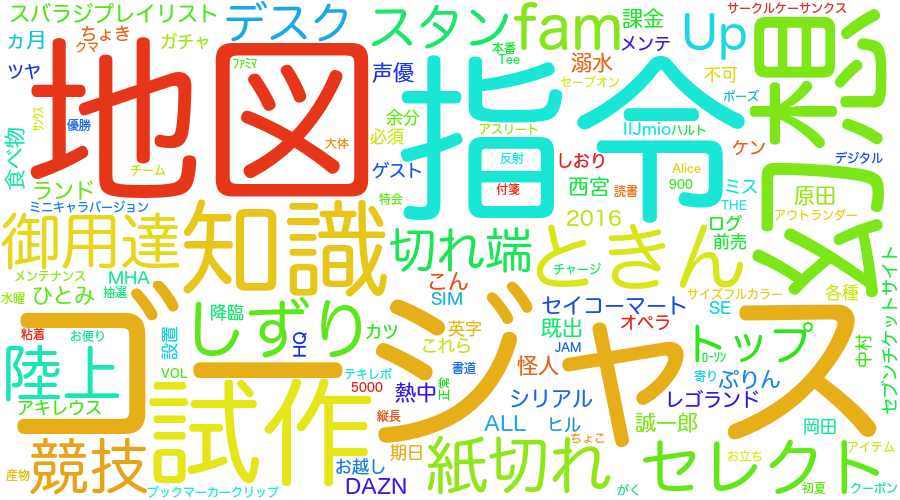 スバラジプレイリスト
デスク
スタン
fam
課金
サークルケーサンクス
カ月
ちょき
クマ
ガチャ
メンテ
Up
幻想
ツヤ
ファミマ
声優
本番
Tee
溺水
セーブオン
不可
ポーズ
地図
指令
サンクス
優勝
大体
余分
必須
アスリート
IIJmio
ハルト
ケン
食べ物
チーム
ゲスト
反射
しおり
Alice
デジタル
ランド
特会
付箋
西宮
読書
900
ミス
THE
原田
ミニキャラバージョン
2016
ログ
アウトランダー
御用達
知識
切れ端
ときん
前売
メンテナンス
MHA
こん
チャージ
水曜
ひとみ
抽選
SIM
セイコーマート
サイズフルカラー
各種
降臨
SE
粘着
お便り
設置
しずり
カツ
英字
これら
既出
オペラ
トップ
中村
セブンチケットサイト
HQ
JAM
ローソン
陸上
VOL
テキレボ
書道
怪人
寄り
ぷりん
5000
熱中
正常
アキレウス
ゴージャス
シリアル
レゴランド
試作
縦長
ALL
ヒル
誠一郎
岡田
競技
期日
ちょこ
アイテム
産物
お越し
紙切れ
セレクト
お立ち
ブックマーカークリップ
DAZN
がく
初夏
クーポン